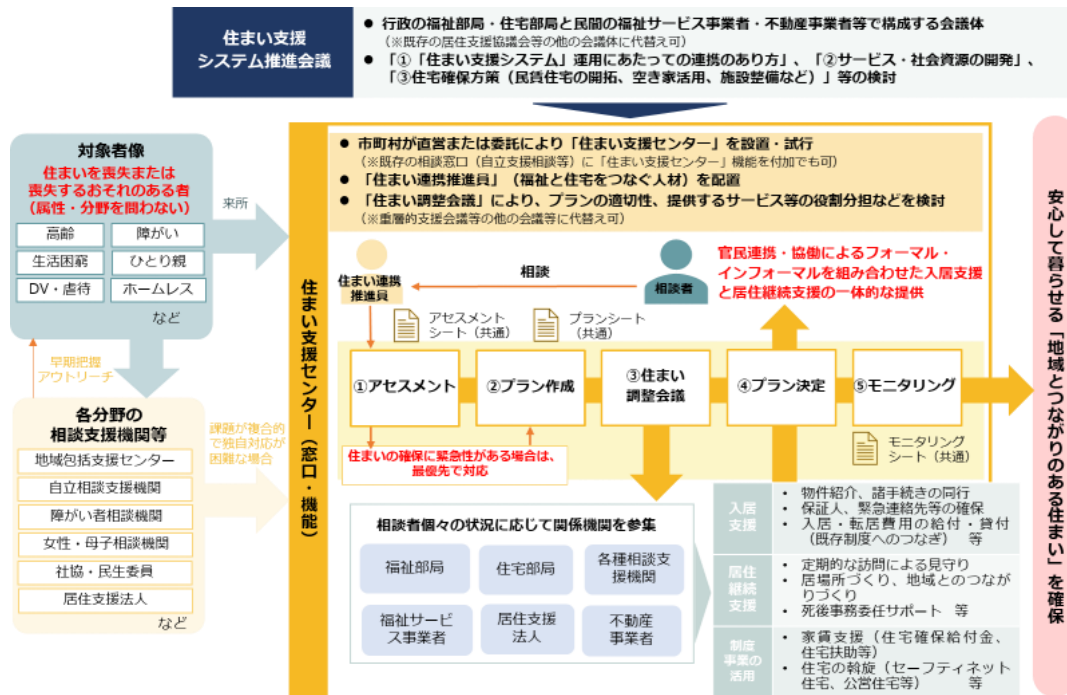 住まい支援
システム推進会議
● 行政の福祉部局・住宅部局と民間の福祉サービス事業者・不動産事業者等で構成する会議体
（※既存の居住支援協議会等の他の会議体に代替え可）
● 「①「住まい支援システム」運用にあたっての連携のあり方」、「②サービス・社会資源の開発」、
「③住宅確保方策（民賃住宅の開拓、空き家活用、施設整備など）」等の検討
対象者像
住まいを喪失または
喪失するおそれのある者
（属性・分野を問わない）
高齢
障がい
生活困窮
ひとり親
DV・虐待
ホームレス
など
来所
早期把握
アウトリーチ
各分野の
相談支援機関等
地域包括支援センター
自立相談支援機関
障がい者相談機関
女性・母子相談機関
社協・民生委員
居住支援法人
など
課題が複合的
で独自対応が
困難な場合
住まい支援センター（窓口・機能）
● 市町村が直営または委託により「住まい支援センター」を設置・試行
（※既存の相談窓口（自立支援相談等）に「住まい支援センター」機能を付加でも可）
● 「住まい連携推進員」（福祉と住宅をつなぐ人材）を配置
● 「住まい調整会議」により、プランの適切性、提供するサービス等の役割分担などを検討
（※重層的支援会議等の他の会議等に代替え可）
住まい連携
推進員
相談
相談者
官民連携・協働によるフォーマル・
インフォーマルを組み合わせた入居支援
と居住継続支援の一体的な提供
アセスメント
シート（共通）
プランシート
（共通）
①アセスメント
②プラン作成
③住まい
調整会議
④プラン決定
⑤モニタリング
住まいの確保に緊急性がある場合は、
最優先で対応
モニタリング
シート（共通）
相談者個々の状況に応じて関係機関を参集
福祉部局
住宅部局
各種相談支
援機関
福祉サービ
ス事業者
居住支援
法人
不動産
事業者
入居
支援
• 物件紹介、諸手続きの同行
• 保証人、緊急連絡先等の確保
• 入居・転居費用の給付・貸付
（既存制度へのつなぎ） 等
居住
継続
支援
• 定期的な訪問による見守り
• 居場所づくり、地域とのつなが
りづくり
• 死後事務委任サポート 等
制度
事業の
活用
• 家賃支援（住宅確保給付金、
住宅扶助等）
• 住宅の斡旋（セーフティネット
住宅、公営住宅等） 等
安心して暮らせる「地域とつながりのある住まい」を確保